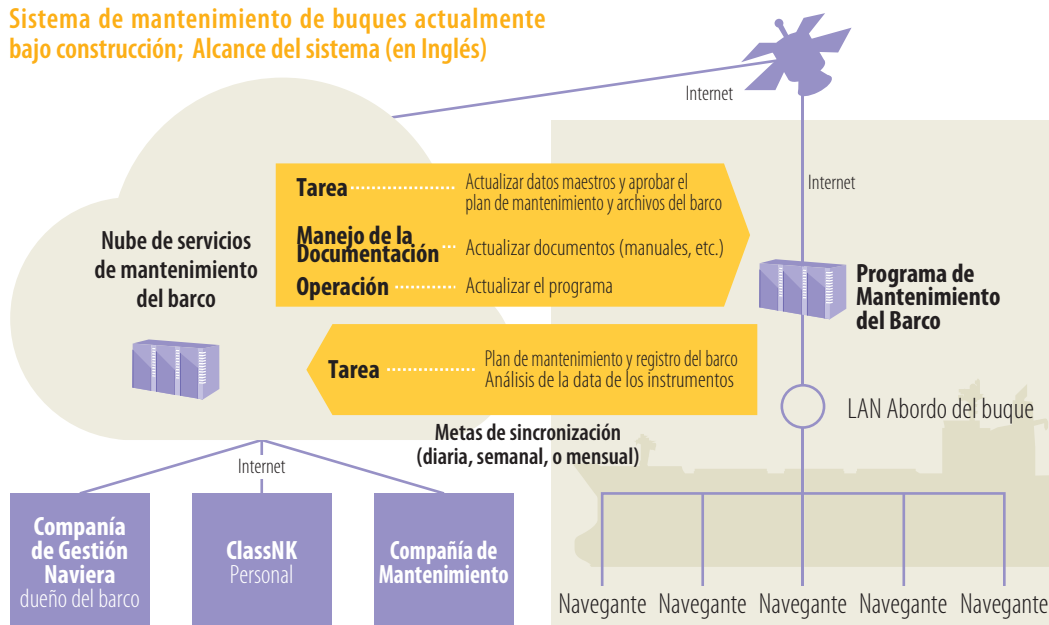 Sistema de mantenimiento de buques actualmente
bajo construcción; Alcance del sistema (en Inglés)
Internet
Internet
Tarea
Actualizar datos maestros y aprobar el
plan de mantenimiento y archivos del barco
Manejo de la
Documentación
Actualizar documentos (manuales, etc.)
Operación
Actualizar el programa
Nube de servicios
de mantenimiento
del barco
Programa de
Mantenimiento
del Barco
Tarea
Plan de mantenimiento y registro del barco
Análisis de la data de los instrumentos
LAN Abordo del buque
Metas de sincronización
(diaria, semanal, o mensual)
Internet
Companía
de Gestión
Naviera
dueño del barco
ClassNK
Personal
Compañía de
Mantenimiento
Navegante
Navegante
Navegante
Navegante
Navegante